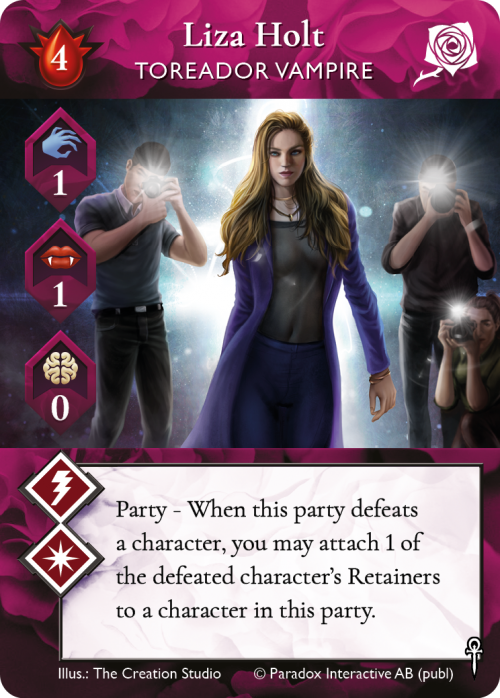 4
Liza Holt
TOREADOR VAMPIRE
1
1
0
Party - When this party defeats
a character, you may attach 1 of
the defeated character's Retainers
to a character in this party.
Illus.: The Creation Studio © Paradox Interactive AB (publ)